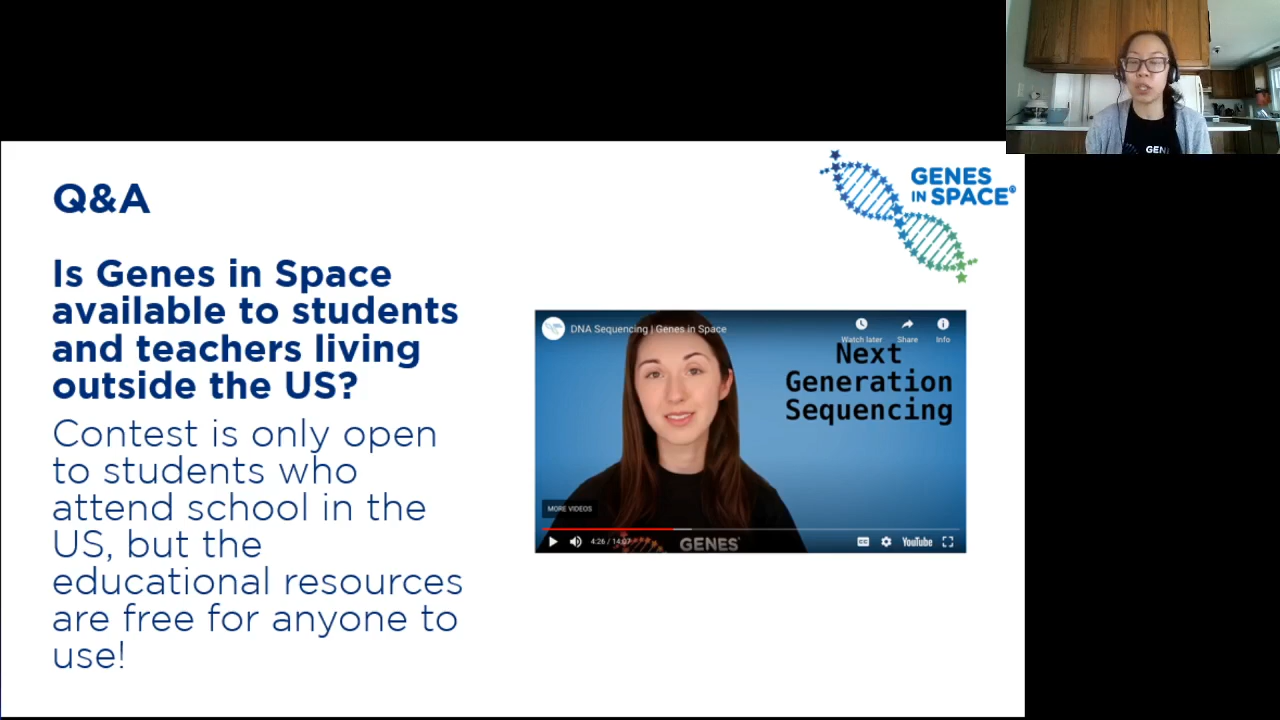 GEN
GENES
IN SPACE®
Q&A
Is Genes in Space
available to students
and teachers living
outside the US?
Contest is only open
to students who
attend school in the
US, but the
educational resources
are free for anyone to
use!
DNA Sequencing | Genes in Space
Watch later
Share
Info
Next
Generation
Sequencing
MORE VIDEOS
4:26 / 14:07
CC
YouTube
GENES®